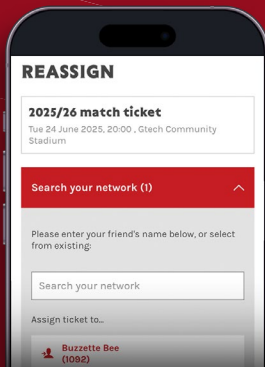 REASSIGN
2025/26 match ticket
Tue 24 June 2025, 20:00 , Gtech Community
Stadium
Search your network (1)
Please enter your friend's name below, or select
from existing:
Search your network
Assign ticket to...
Buzzette Bee
(1092)